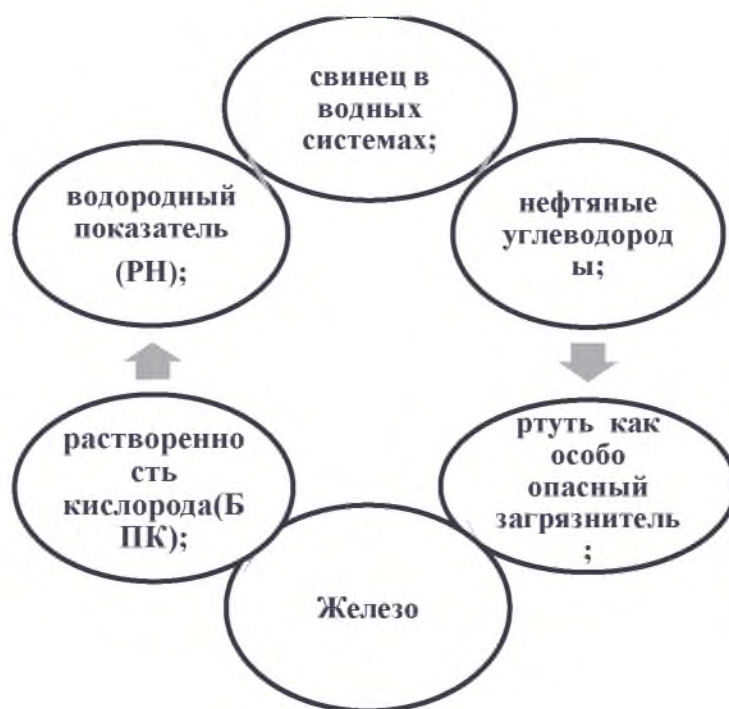 свинец в
водных
системах;
водородный
показатель
(РН);
нефтяные
углеводород
ы;
растворенно
сть
кислорода(Б
ПК);
ртуть как
особо
опасный
загрязнитель
;
Железо